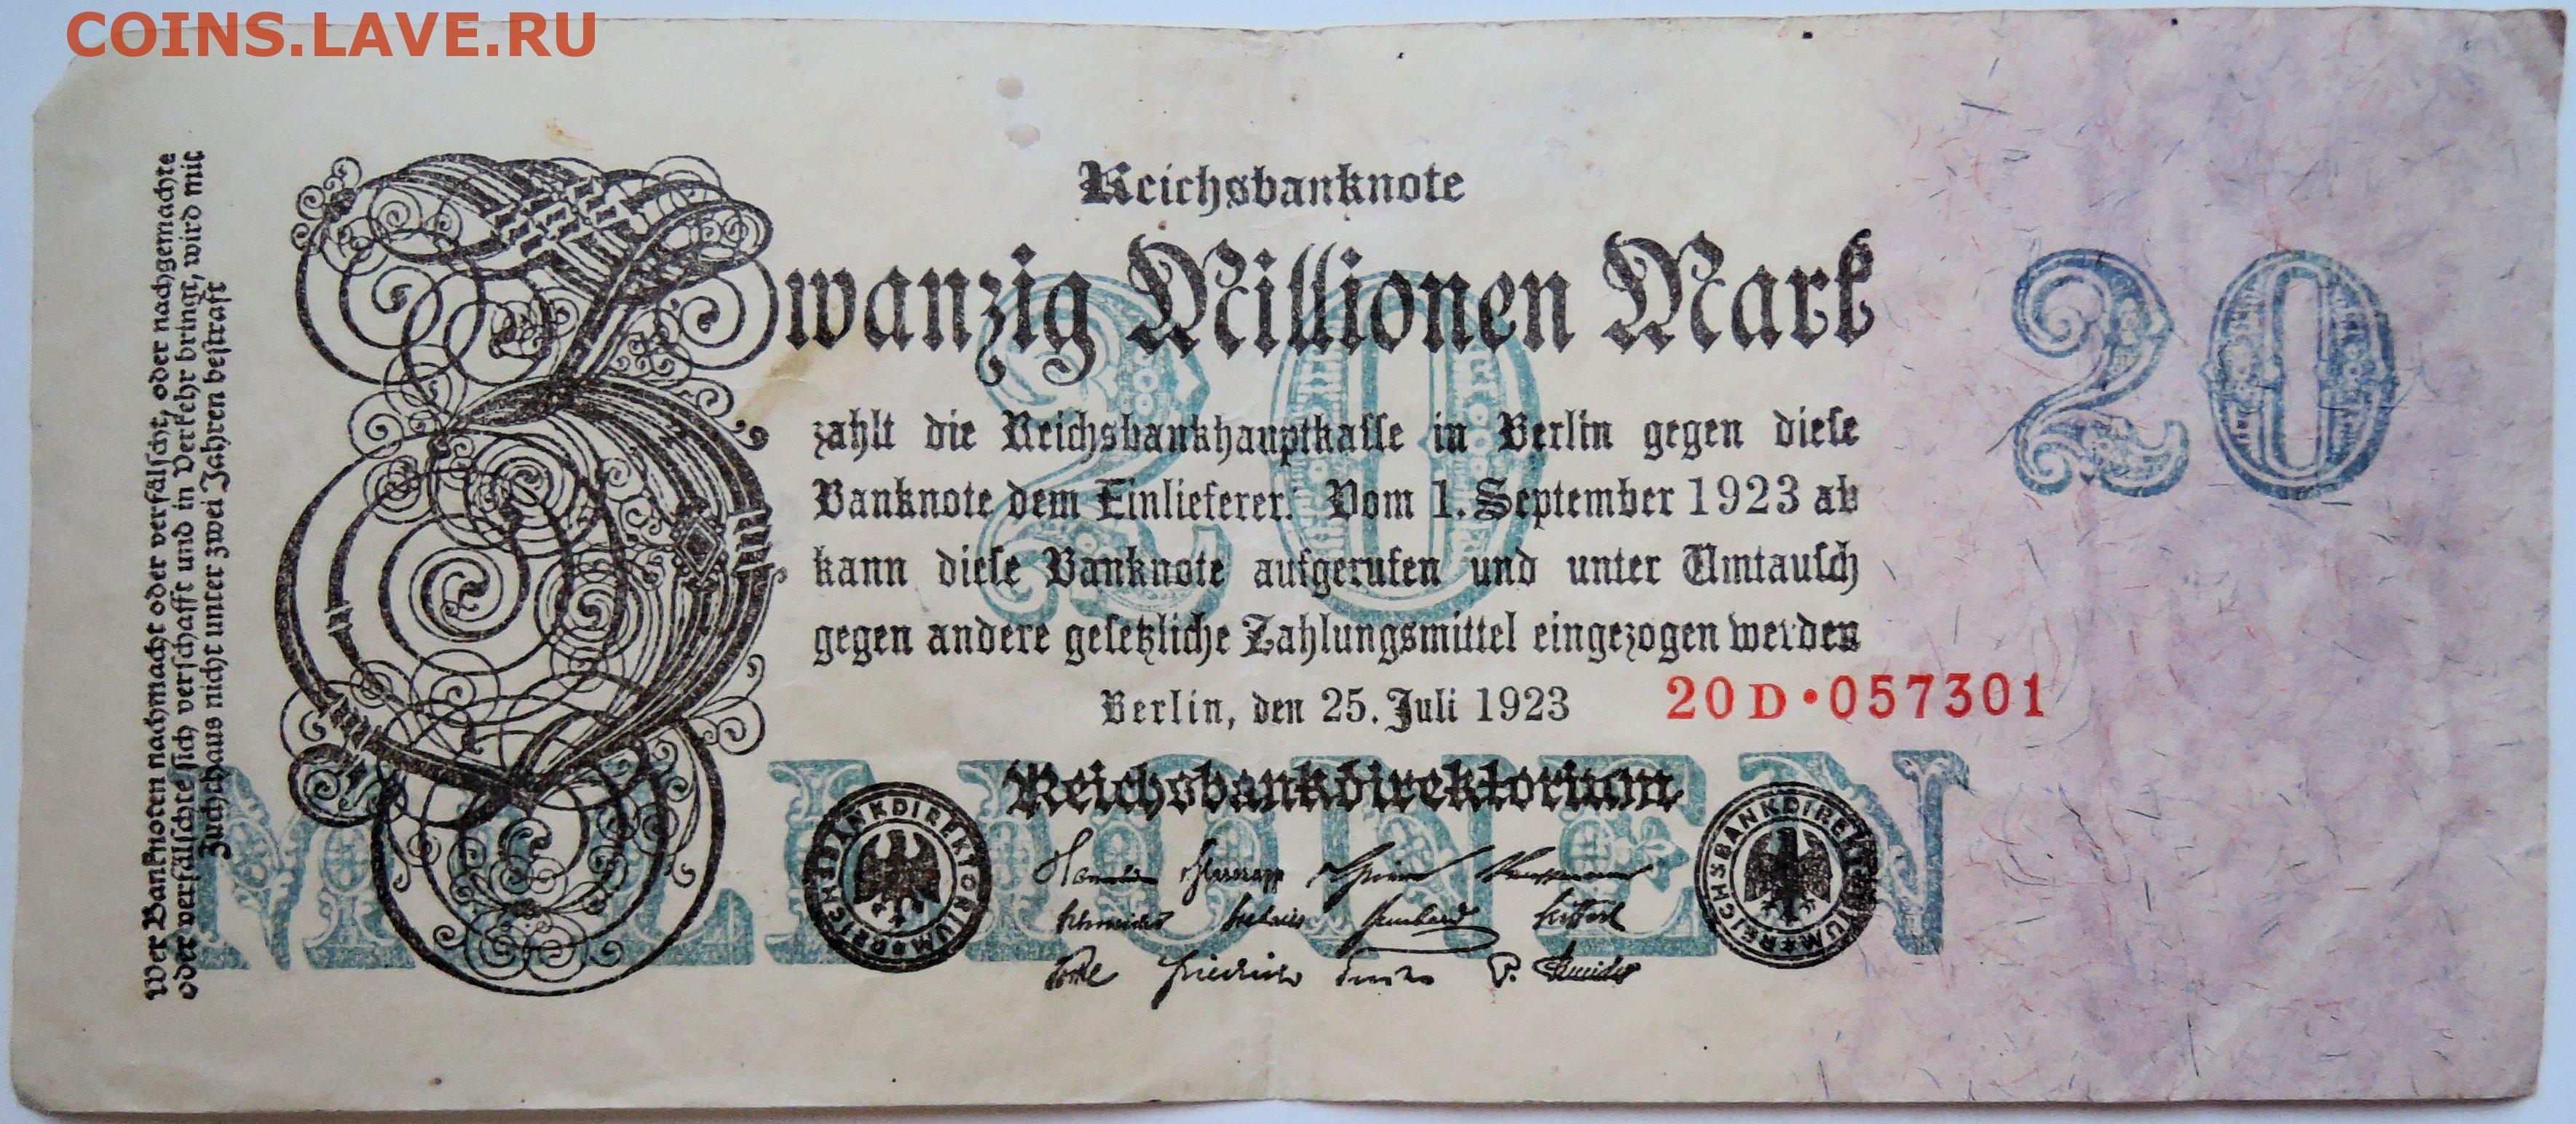 COINS.LAVE.RU
Reichsbanknote
Zwanzig Millionen Mark
20
20
zahlt die Reichsbankhauptkasse in Berlin gegen diese
Banknote dem Einlieferer. Vom 1. September 1923 ab
kann diese Banknote aufgerufen und unter Umtausch
gegen andere gesetzliche Zahlungsmittel eingezogen werden
Berlin, den 25. Juli 1923
20D•057301
MILLIONEN
Reichsbankdirektorium
REICHSBANKDIREKTORIUM
REICHSBANKDIREKTORIUM
Wer Banknoten nachmacht oder verfälscht, oder nachgemachte
oder verfälschte sich verschafft und in Verkehr bringt, wird mit
Zuchthaus nicht unter zwei Jahren bestraft